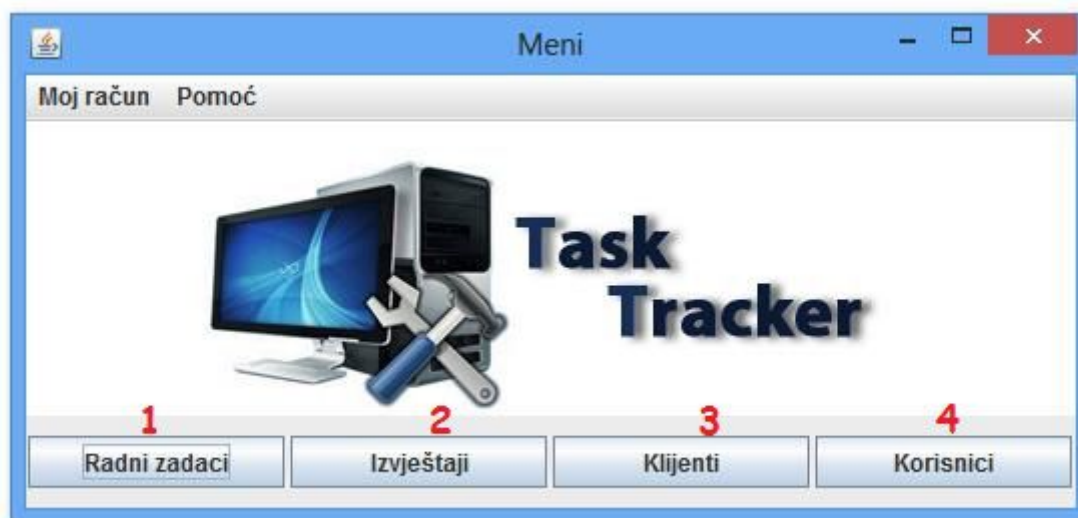 Meni
Moj račun Pomoć
Task
Tracker
1 2 3 4
Radni zadaci Izvještaji Klijenti Korisnici